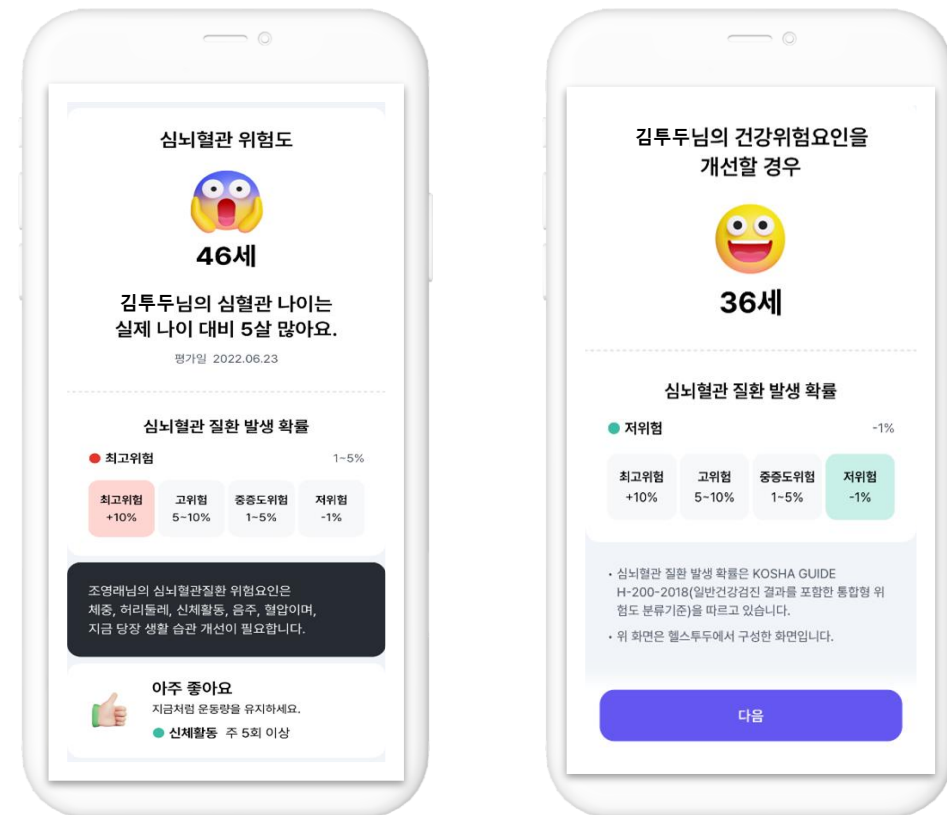 심뇌혈관 위험도
46세
김투두님의 심혈관 나이는
실제 나이 대비 5살 많아요.
평가일 2022.06.23
심뇌혈관 질환 발생 확률
최고위험 1~5%
최고위험 고위험 중증도위험 저위험
+10% 5~10% 1~5% -1%
조영래님의 심뇌혈관질환 위험요인은
체중, 허리둘레, 신체활동, 음주, 혈압이며,
지금 당장 생활 습관 개선이 필요합니다.
아주 좋아요
지금처럼 운동량을 유지하세요.
신체활동 주 5회 이상
김투두님의 건강위험요인을
개선할 경우
36세
심뇌혈관 질환 발생 확률
저위험 -1%
최고위험 고위험 중증도위험 저위험
+10% 5~10% 1~5% -1%
• 심뇌혈관 질환 발생 확률은 KOSHA GUIDE
H-200-2018(일반건강검진 결과를 포함한 통합형 위
험도 분류기준)을 따르고 있습니다.
• 위 화면은 헬스투두에서 구성한 화면입니다.
다음